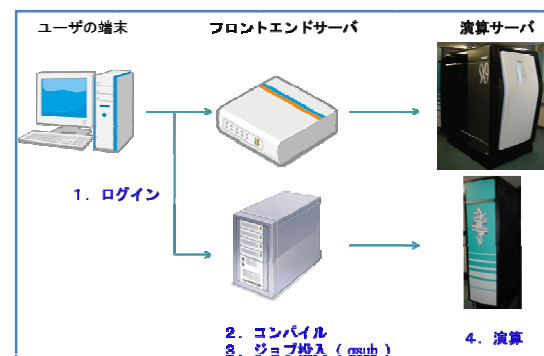 ユーザの端末
フロントエンドサーバ
演算サーバ
1. ログイン
2. コンパイル
3. ジョブ投入 ( qsub )
4. 演算